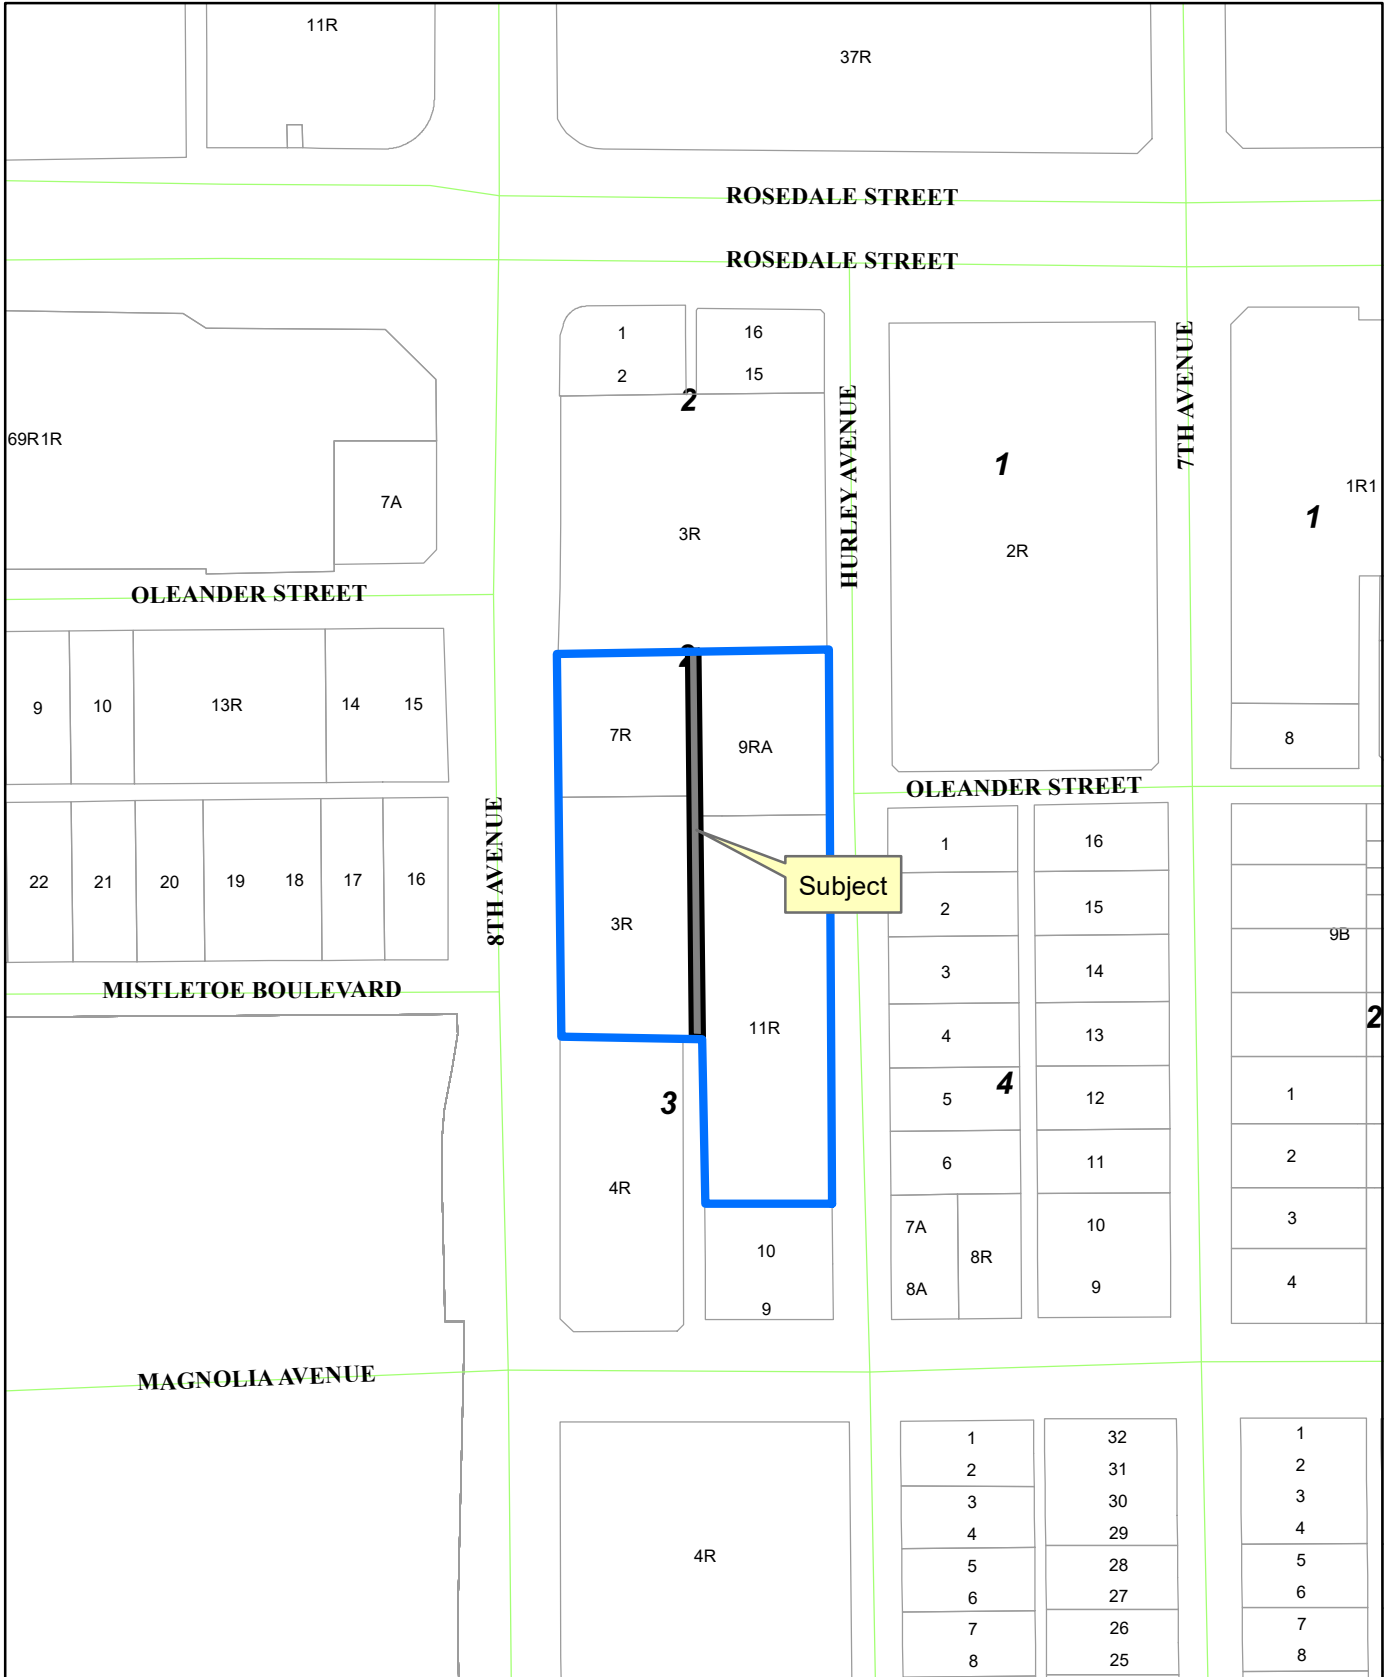 11R
37R
ROSEDALE STREET
ROSEDALE STREET
1
16
2
15
2
69R1R
7A
3R
HURLEY AVENUE
1
2R
7TH AVENUE
1R1
1
OLEANDER STREET
2
9
10
13R
14
15
7R
9RA
8
OLEANDER STREET
8TH AVENUE
Subject
22
21
20
19
18
17
16
3R
11R
1
16
2
15
3
14
4
13
5
12
4
6
11
7A
8R
10
8A
9
9B
2
1
2
3
4
MISTLETOE BOULEVARD
3
4R
10
9
MAGNOLIA AVENUE
4R
1
32
2
31
3
30
4
29
5
28
6
27
7
26
8
25
1
2
3
4
5
6
7
8